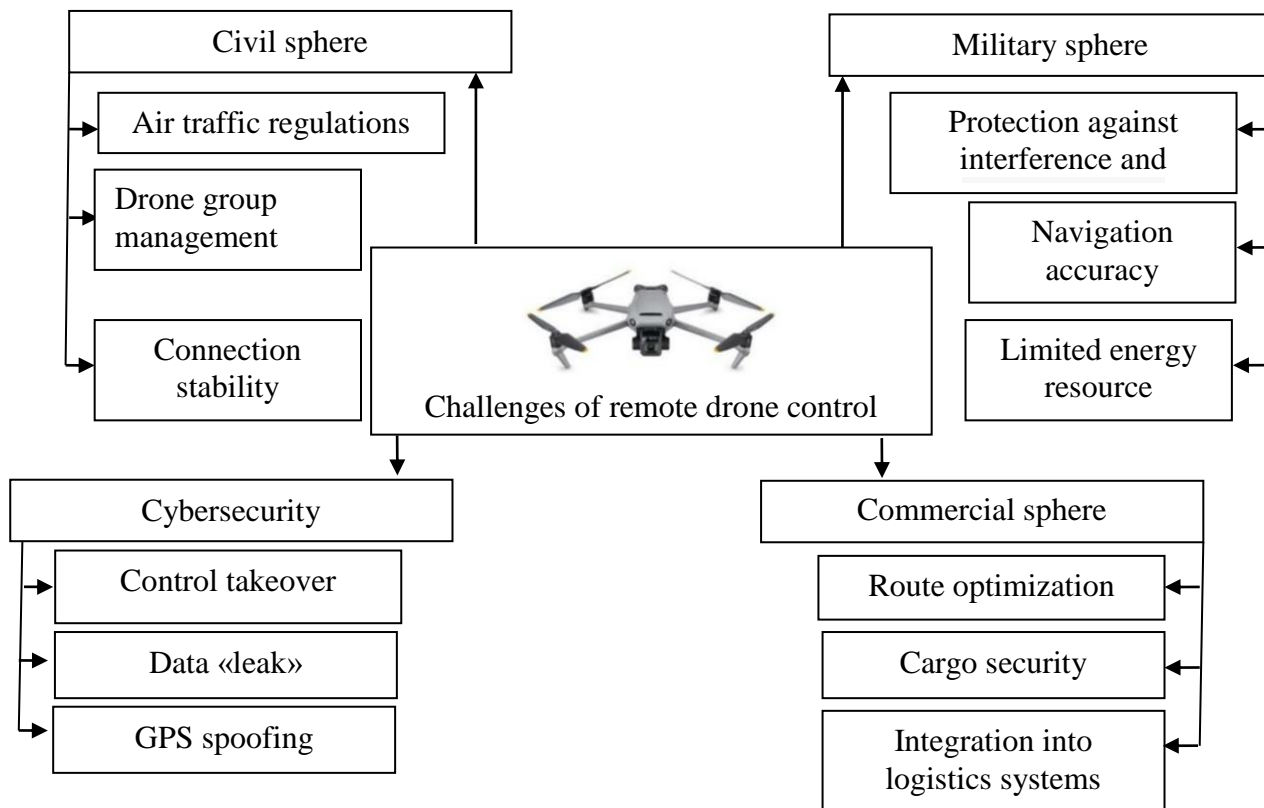 Civil sphere
Air traffic regulations
Drone group
management
Connection
stability
Military sphere
Protection against
interference and
Navigation
accuracy
Limited energy
resource
Challenges of remote drone control
Cybersecurity
Control takeover
Data «leak»
GPS spoofing
Commercial sphere
Route optimization
Cargo security
Integration into
logistics systems